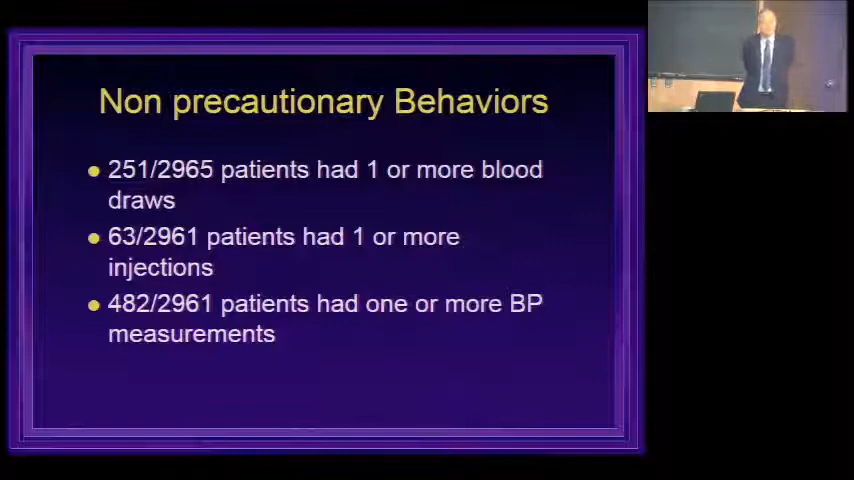 Non precautionary Behaviors
251/2965 patients had 1 or more blood
draws
63/2961 patients had 1 or more
injections
482/2961 patients had one or more BP
measurements